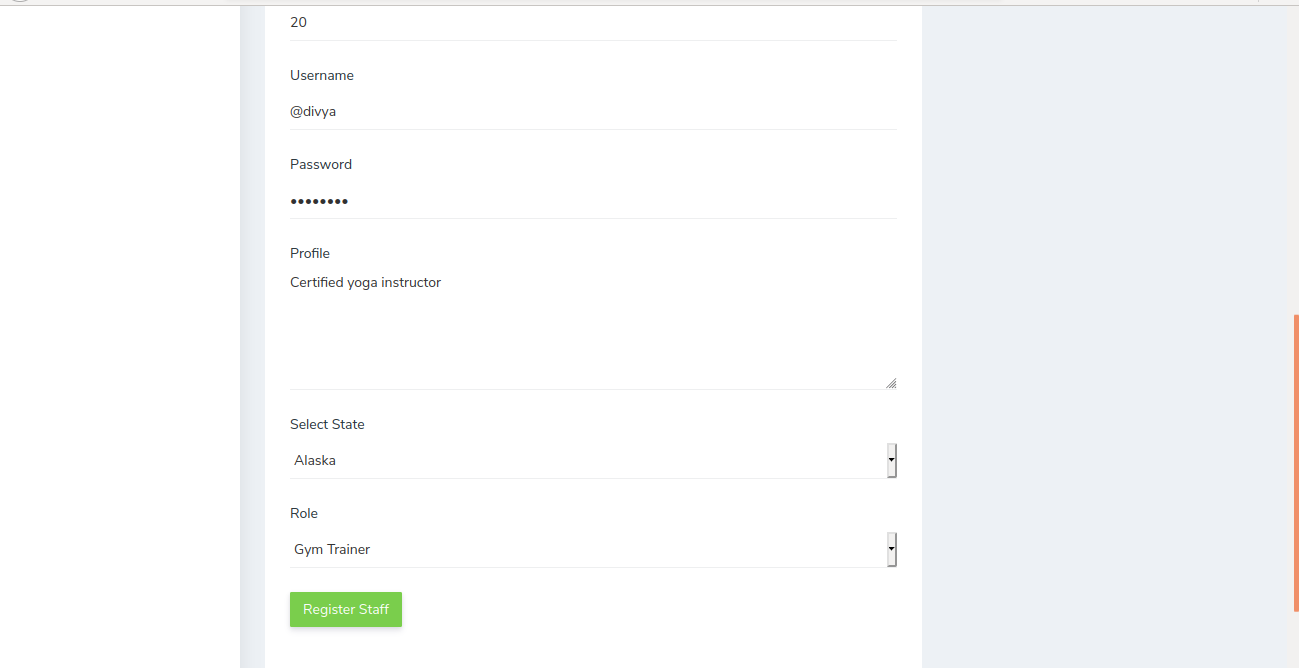 20
Username
@divya
Password
••••••••
Profile
Certified yoga instructor
Select State
Alaska
Role
Gym Trainer
Register Staff